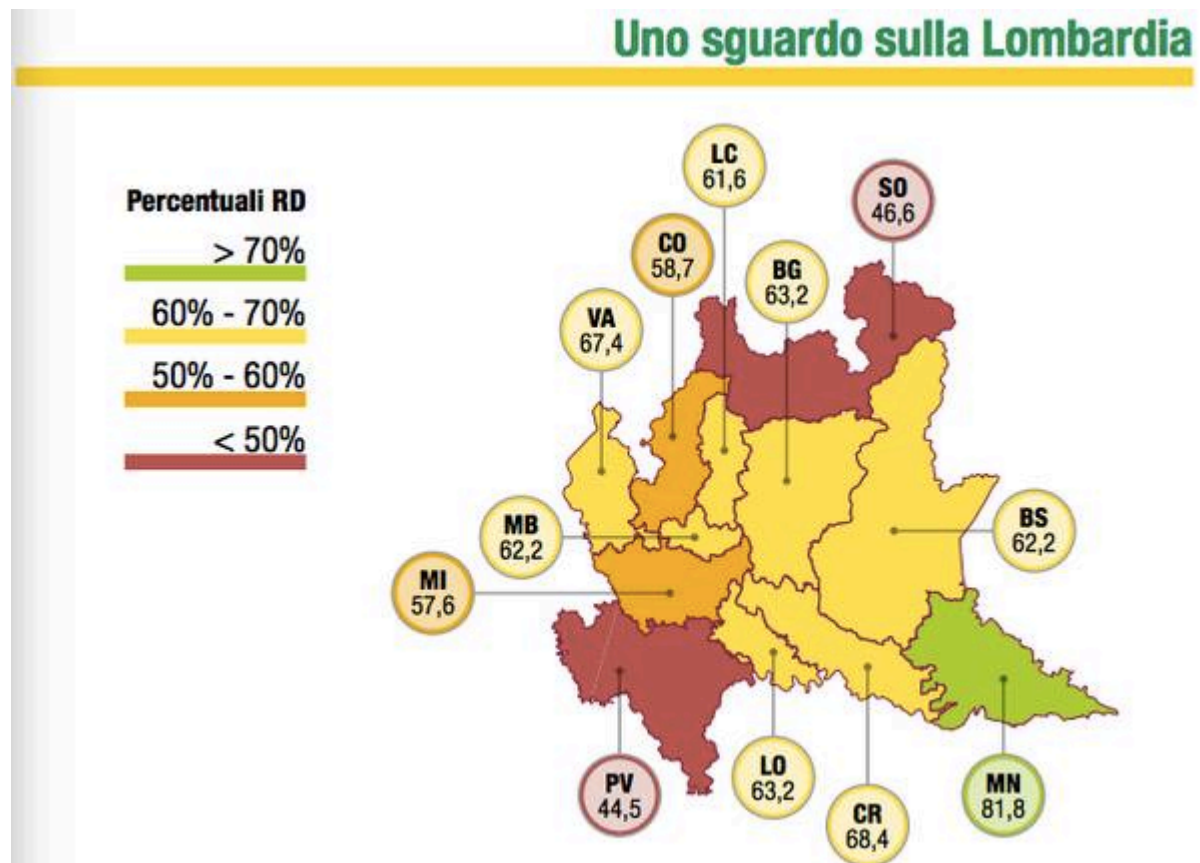 Uno sguardo sulla Lombardia
Percentuali RD
> 70%
60% - 70%
50% - 60%
< 50%
LC
61,6
SO
46,6
CO
58,7
BG
63,2
VA
67,4
MB
62,2
BS
62,2
MI
57,6
PV
44,5
LO
63,2
CR
68,4
MN
81,8